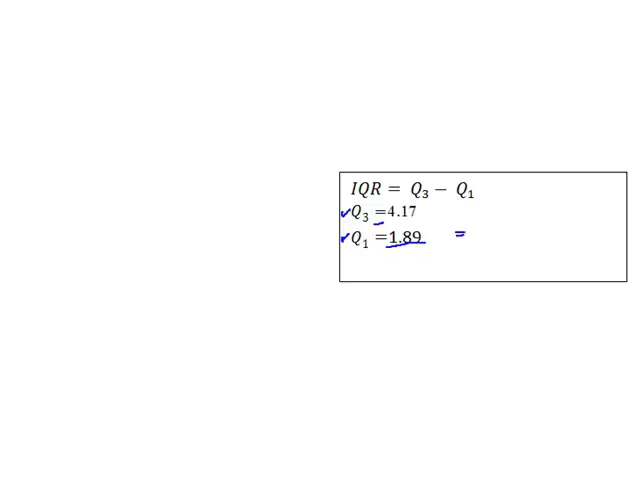 IQR = Q₃ − Q₁
✓Q₃ =4.17
✓Q₁ =1.89 =